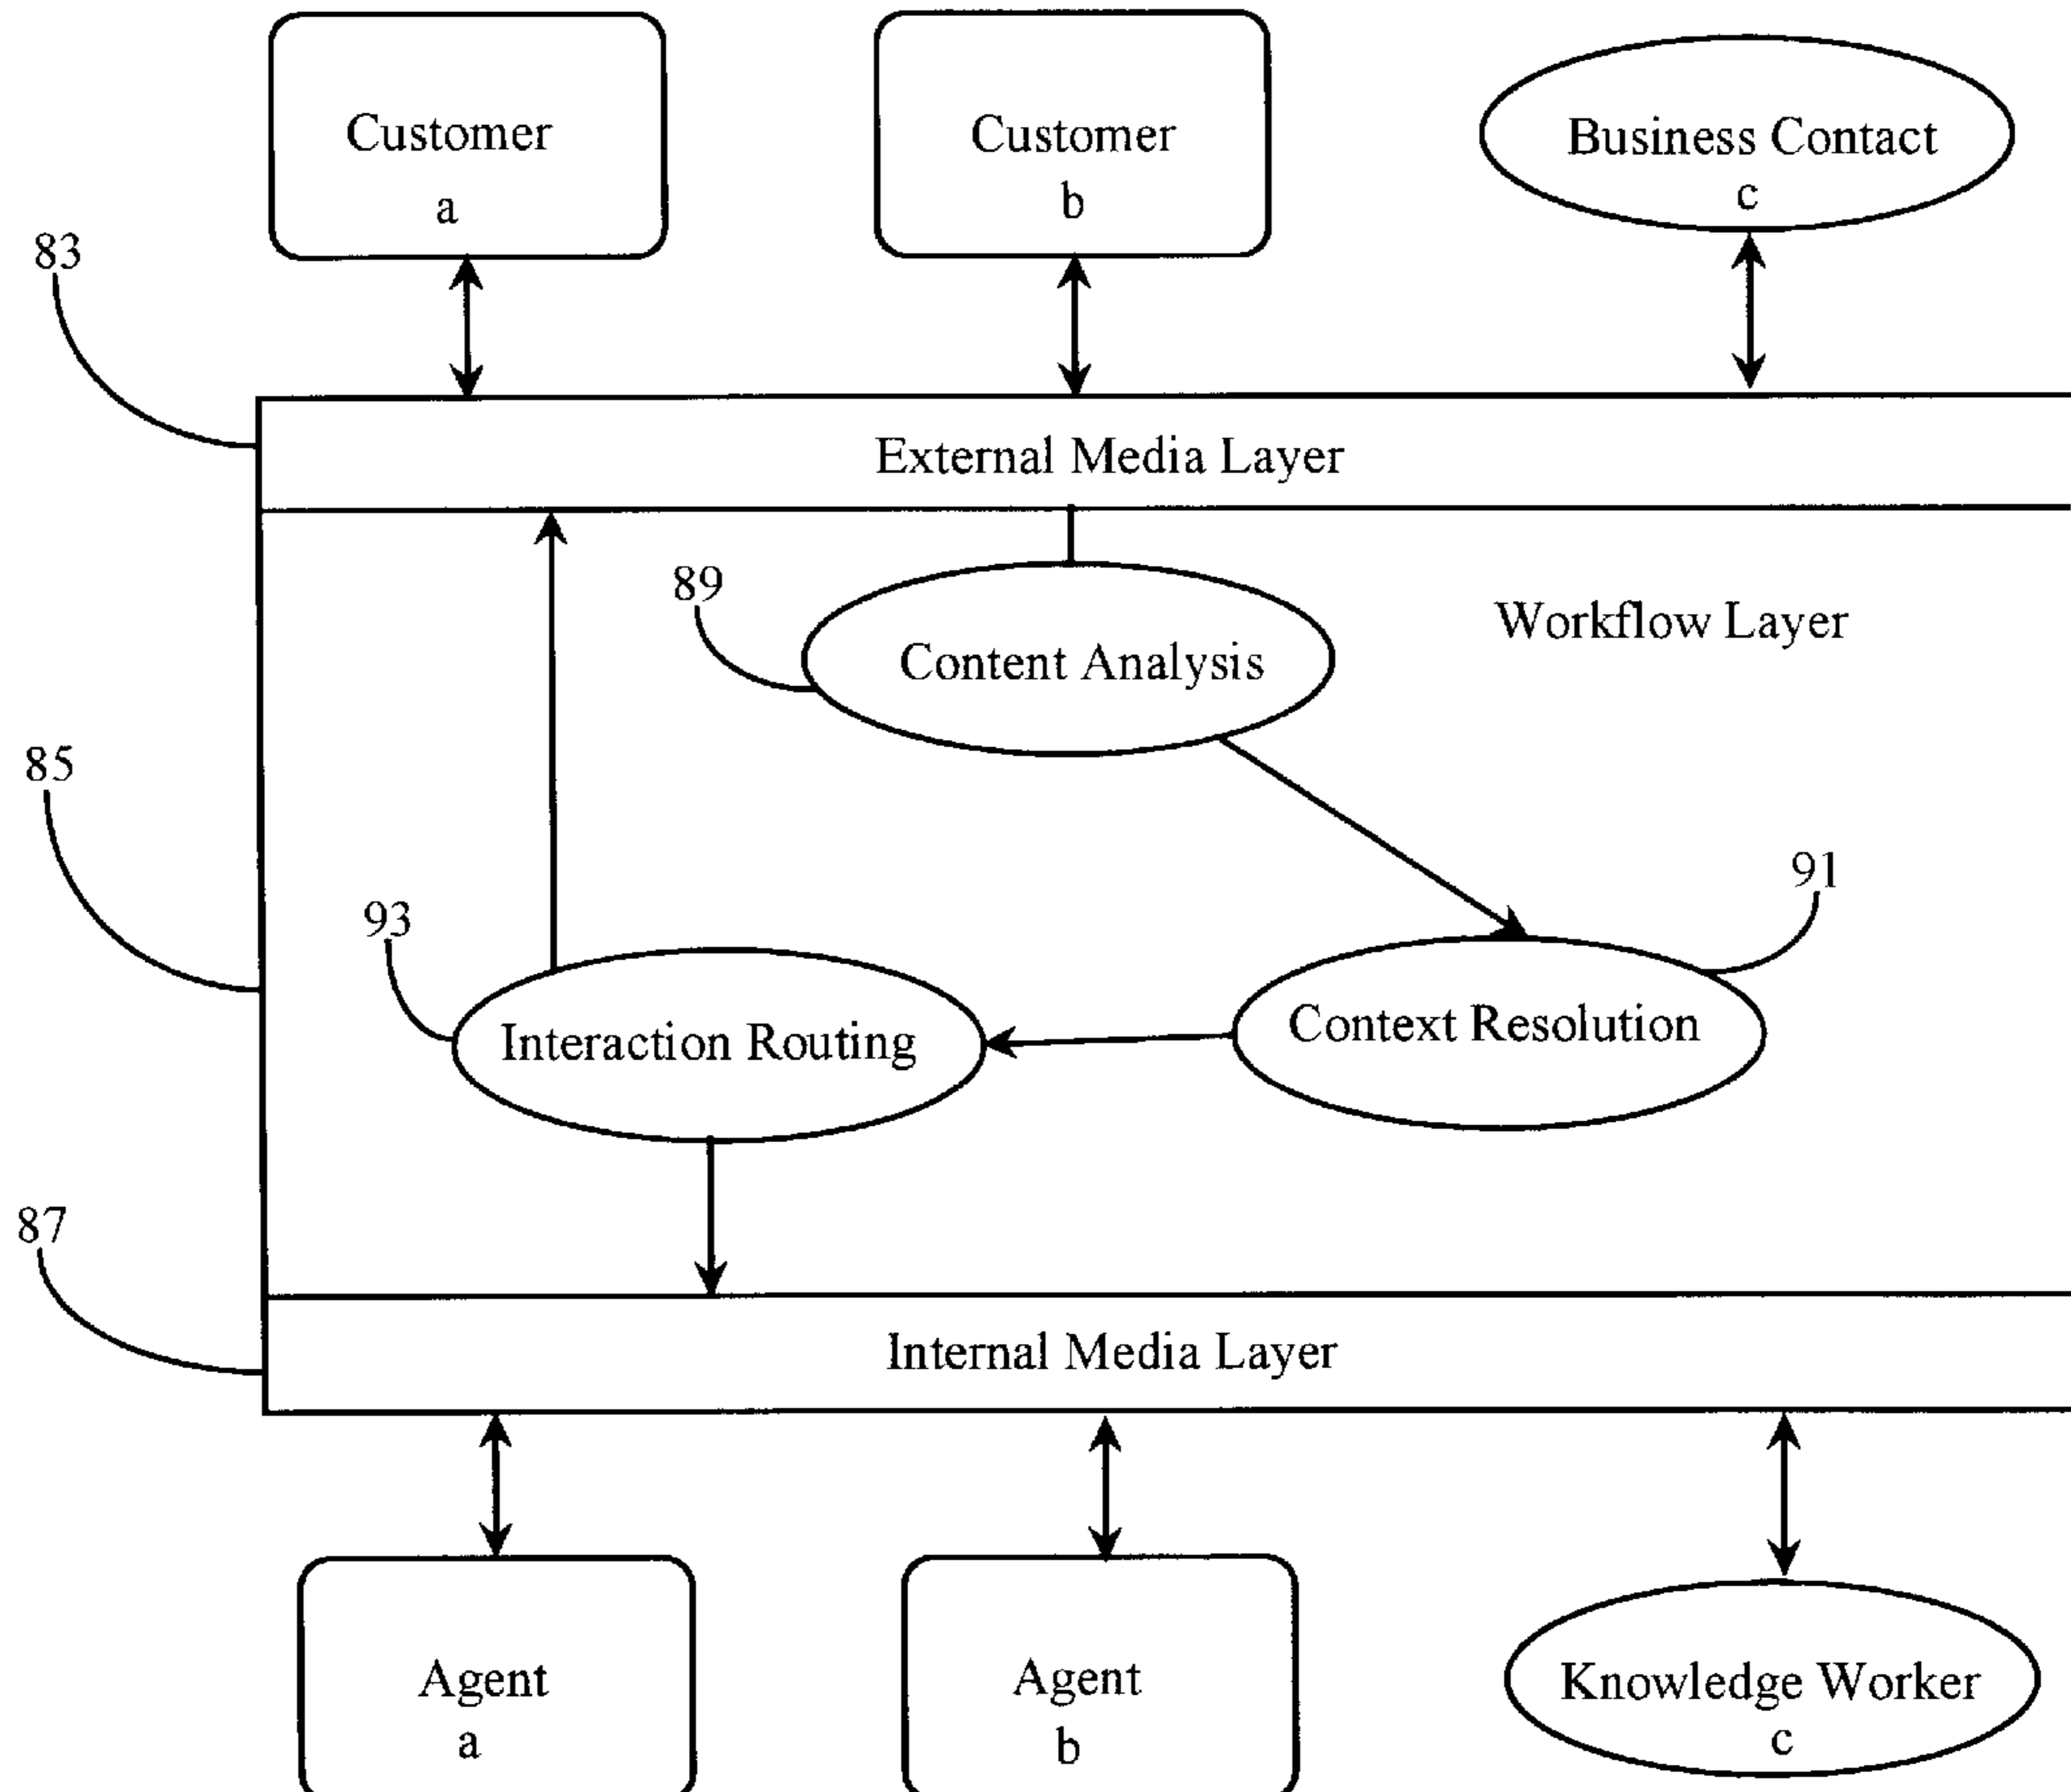 Customer
a
Customer
b
Business Contact
c
83
External Media Layer
89
Content Analysis
Workflow Layer
85
91
93
Interaction Routing
Context Resolution
87
Internal Media Layer
Agent
a
Agent
b
Knowledge Worker
c